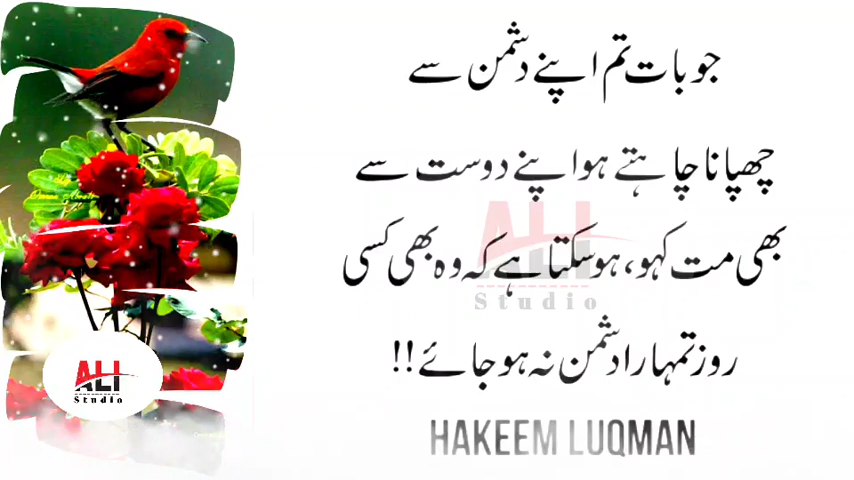 جو بات تم اپنے دشمن سے
چھپانا چاہتے ہو اپنے دوست سے
بھی مت کہو، ہوسکتا ہے کہ وہ بھی کسی
روز تمہارا دشمن نہ ہو جائے !!
HAKEEM LUQMAN
ALI
Studio
ALI
Studio